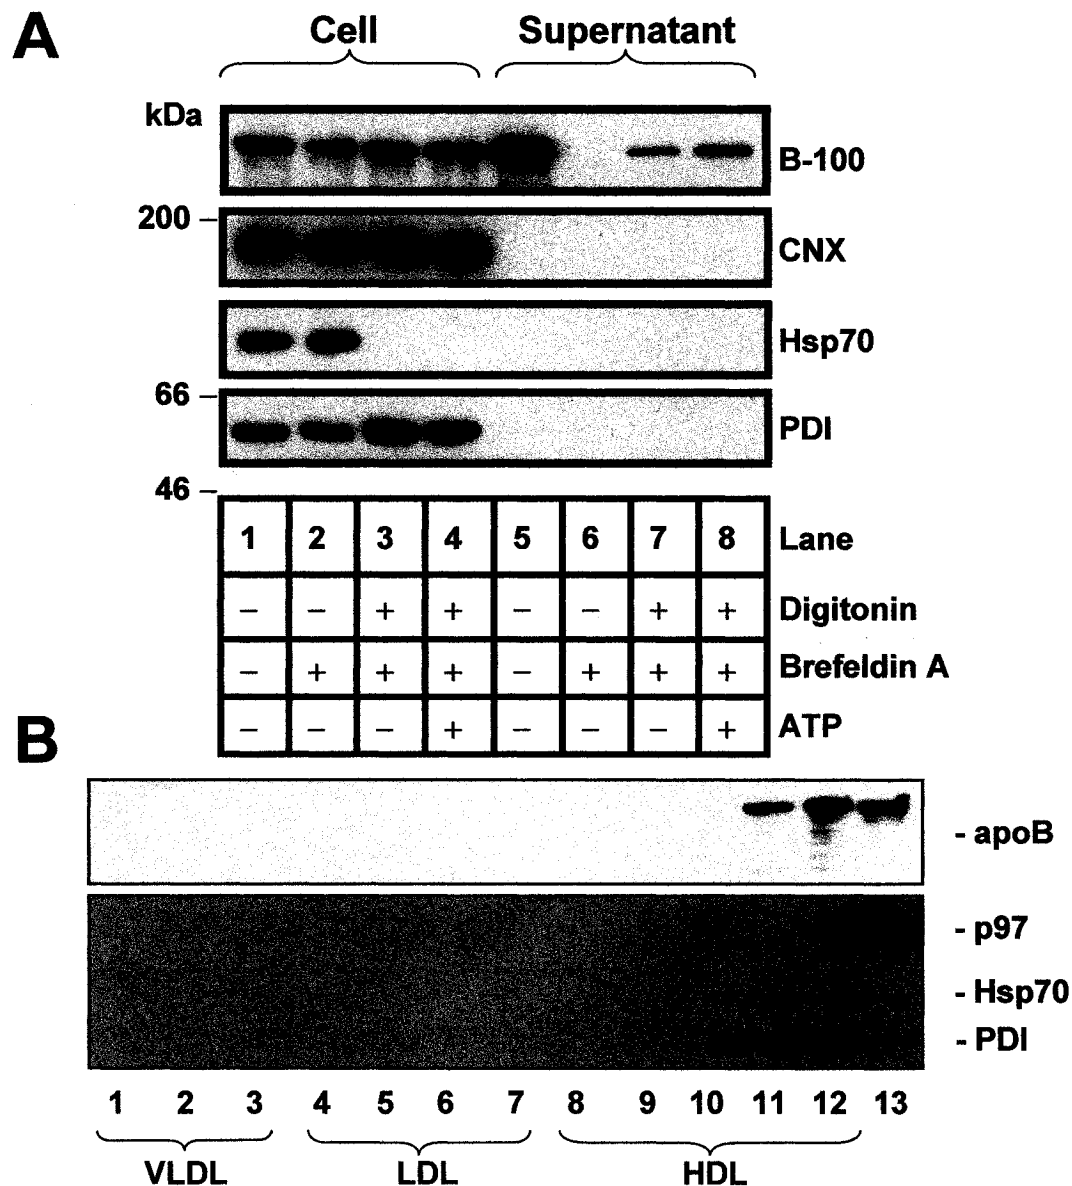 A
Cell Supernatant
kDa
B-100
200
CNX
Hsp70
66
PDI
46
1 2 3 4 5 6 7 8 Lane
− − + + − − + + Digitonin
− + + + − + + + Brefeldin A
− − − + − − − + ATP
B
- apoB
- p97
- Hsp70
- PDI
1 2 3 4 5 6 7 8 9 10 11 12 13
VLDL LDL HDL